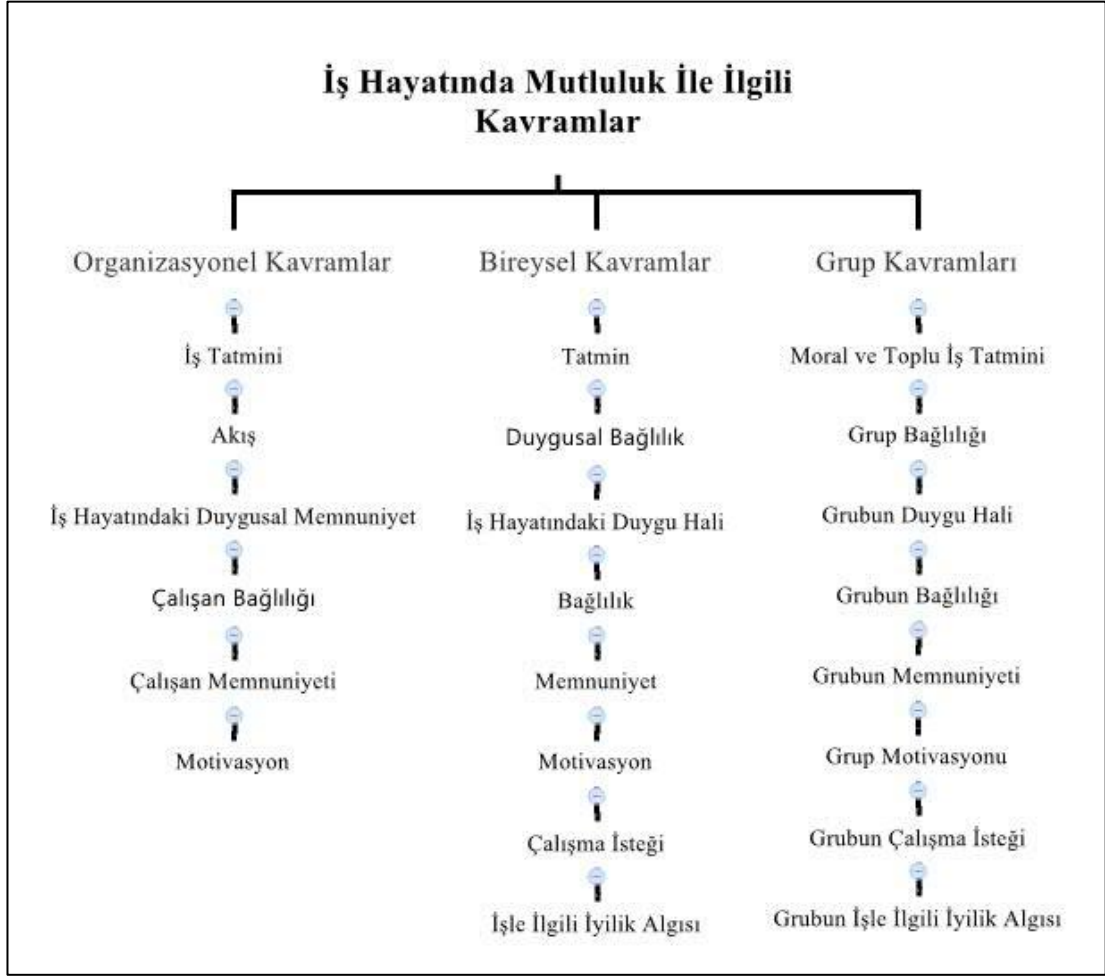 İş Hayatında Mutluluk İle İlgili
Kavramlar
Organizasyonel Kavramlar
İş Tatmini
Akış
İş Hayatındaki Duygusal Memnuniyet
Çalışan Bağlılığı
Çalışan Memnuniyeti
Motivasyon
Bireysel Kavramlar
Tatmin
Duygusal Bağlılık
İş Hayatındaki Duygu Hali
Bağlılık
Memnuniyet
Motivasyon
Çalışma İsteği
İşle İlgili İyilik Algısı
Grup Kavramları
Moral ve Toplu İş Tatmini
Grup Bağlılığı
Grubun Duygu Hali
Grubun Bağlılığı
Grubun Memnuniyeti
Grup Motivasyonu
Grubun Çalışma İsteği
Grubun İşle İlgili İyilik Algısı